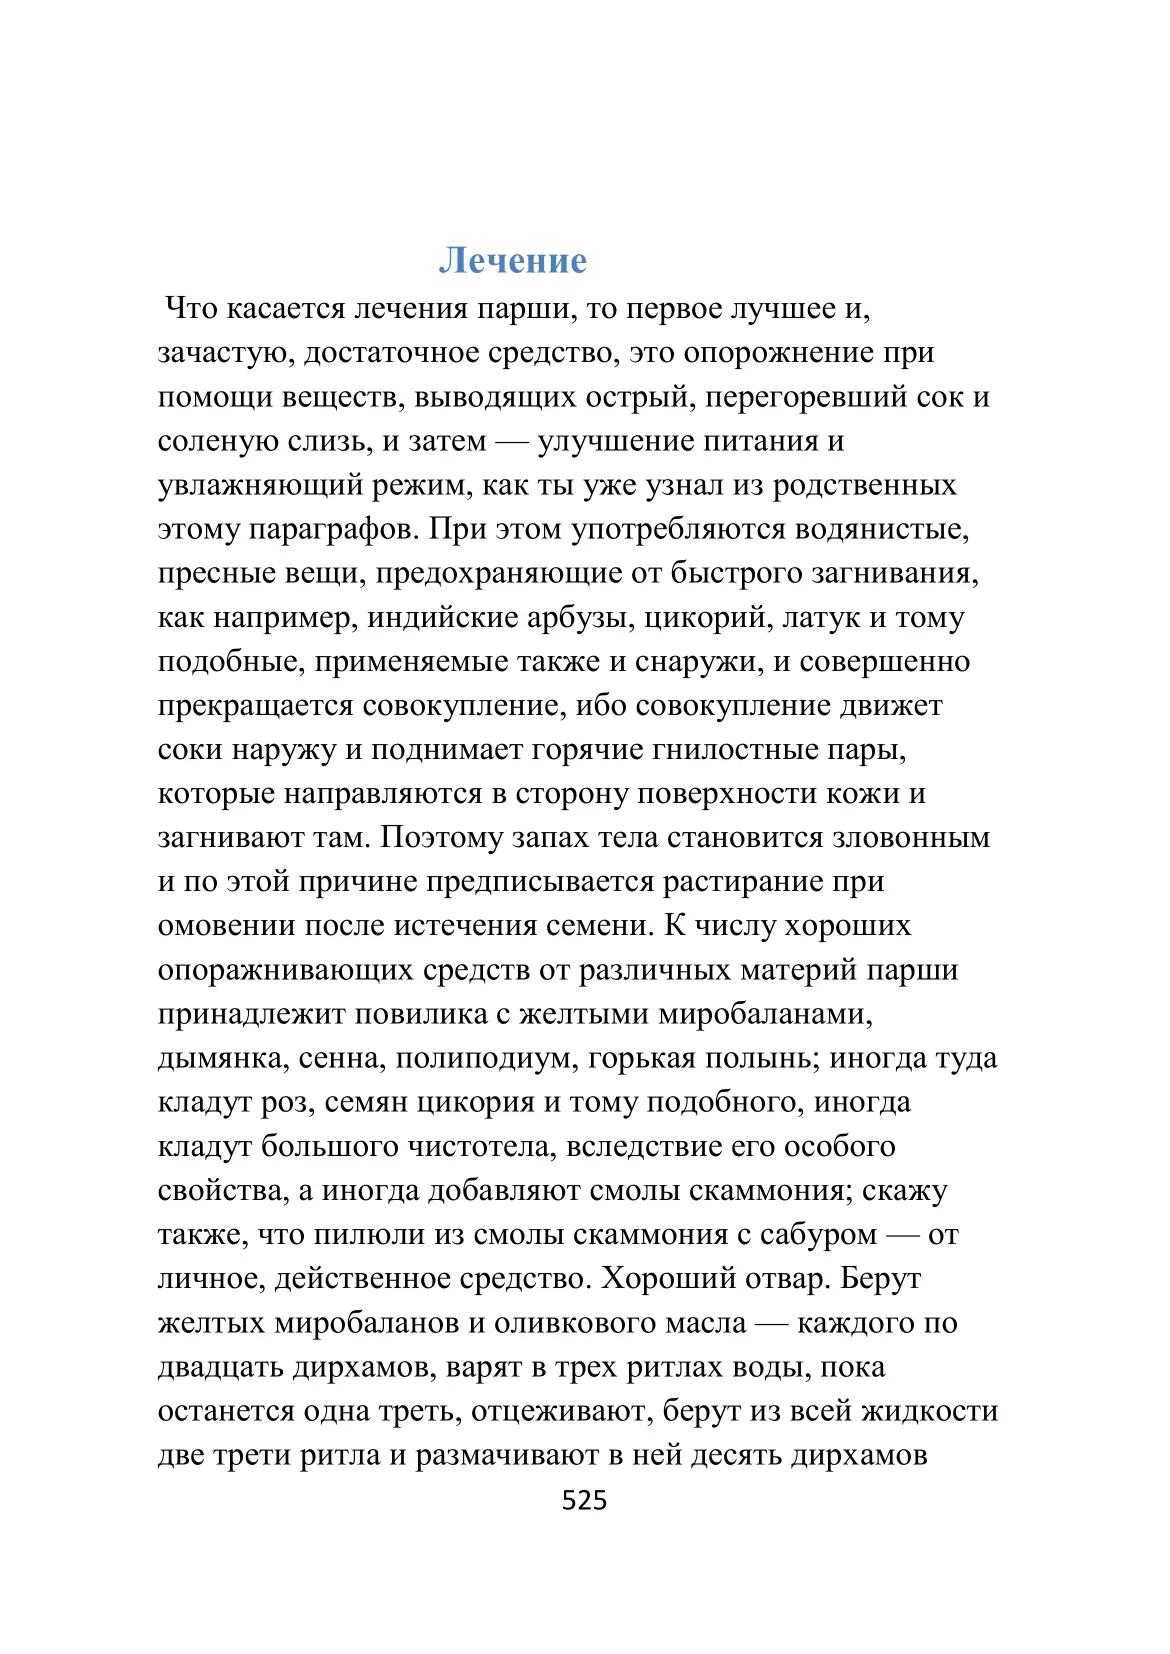 Лечение
Что касается лечения парши, то первое лучшее и,
зачастую, достаточное средство, это опорожнение при
помощи веществ, выводящих острый, перегоревший сок и
соленую слизь, и затем — улучшение питания и
увлажняющий режим, как ты уже узнал из родственных
этому параграфов. При этом употребляются водянистые,
пресные вещи, предохраняющие от быстрого загнивания,
как например, индийские арбузы, цикорий, латук и тому
подобные, применяемые также и снаружи, и совершенно
прекращается совокупление, ибо совокупление движет
соки наружу и поднимает горячие гнилостные пары,
которые направляются в сторону поверхности кожи и
загнивают там. Поэтому запах тела становится зловонным
и по этой причине предписывается растирание при
омовении после истечения семени. К числу хороших
опоражнивающих средств от различных материй парши
принадлежит повилика с желтыми миробаланами,
дымянка, сенна, полиподиум, горькая полынь; иногда туда
кладут роз, семян цикория и тому подобного, иногда
кладут большого чистотела, вследствие его особого
свойства, а иногда добавляют смолы скаммония; скажу
также, что пилюли из смолы скаммония с сабуром — от
личное, действенное средство. Хороший отвар. Берут
желтых миробаланов и оливкового масла — каждого по
двадцать дирхамов, варят в трех ритлах воды, пока
останется одна треть, отцеживают, берут из всей жидкости
две трети ритла и размачивают в ней десять дирхамов
525